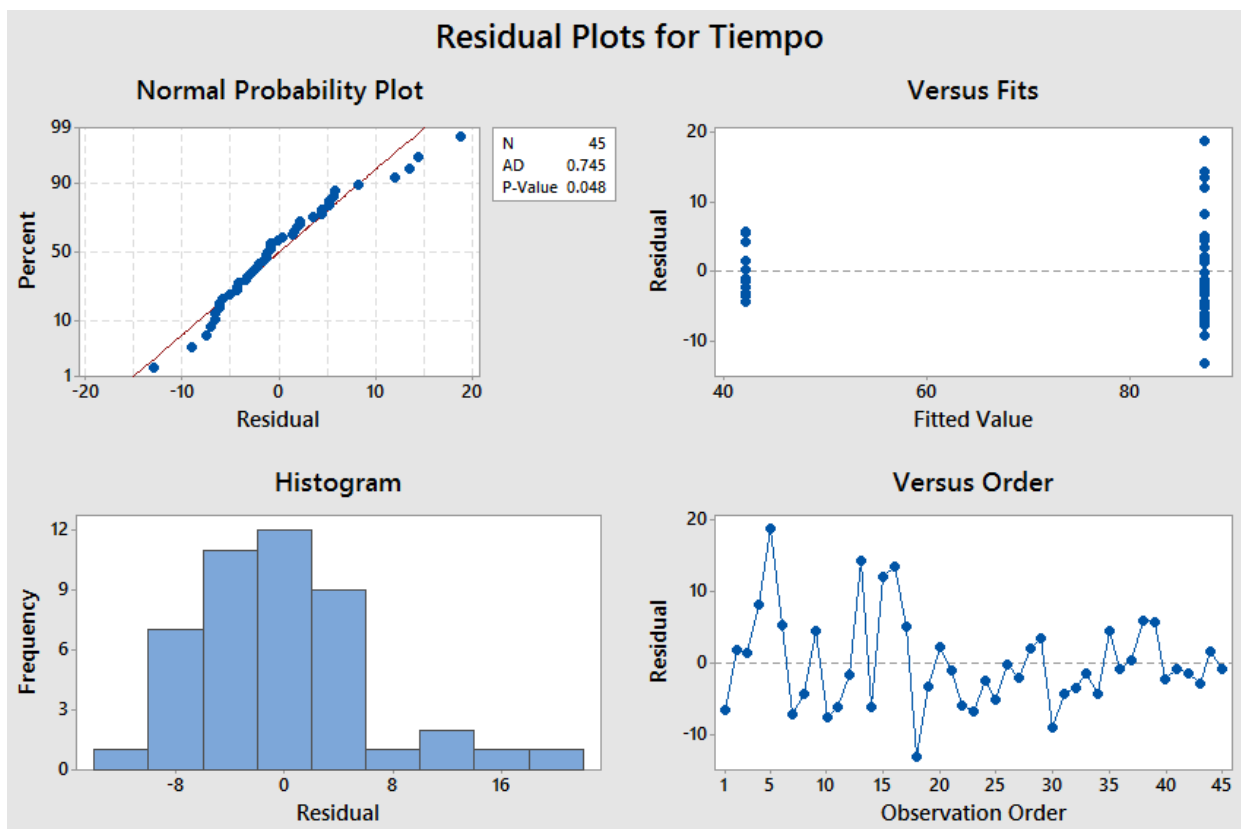 Residual Plots for Tiempo
Normal Probability Plot
99
90
50
10
1
Percent
-20 -10 0 10 20
Residual
N 45
AD 0.745
P-Value 0.048
Versus Fits
20
10
0
-10
Residual
40 60 80
Fitted Value
Histogram
12
9
6
3
0
Frequency
-8 0 8 16
Residual
Versus Order
20
10
0
-10
Residual
1 5 10 15 20 25 30 35 40 45
Observation Order